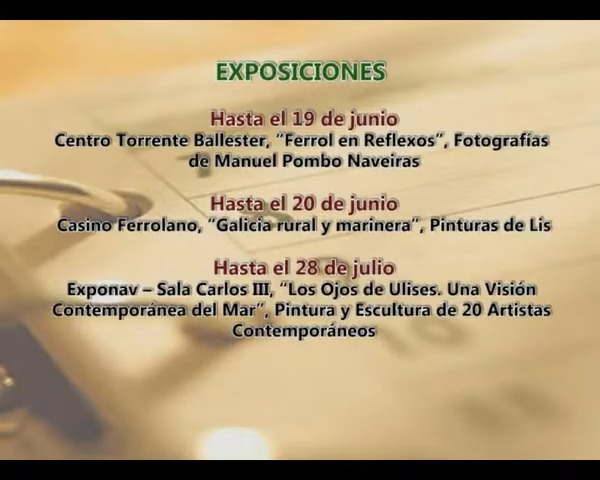 EXPOSICIONES
Hasta el 19 de junio
Centro Torrente Ballester, “Ferrol en Reflexos”, Fotografías
de Manuel Pombo Naveiras
Hasta el 20 de junio
Casino Ferrolano, “Galicia rural y marinera”, Pinturas de Lis
Hasta el 28 de julio
Exponav – Sala Carlos III, “Los Ojos de Ulises. Una Visión
Contemporánea del Mar”, Pintura y Escultura de 20 Artistas
Contemporáneos